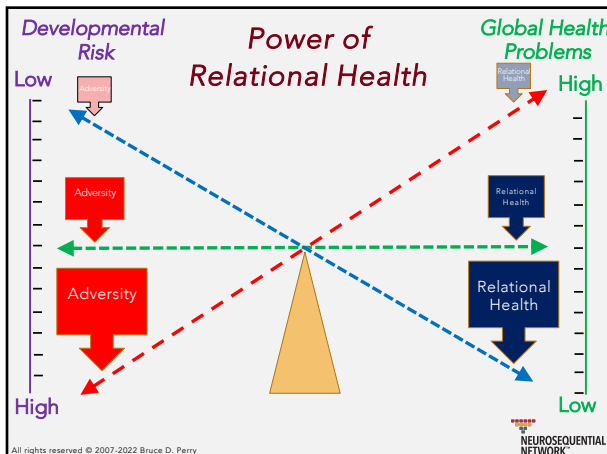 Developmental
Risk
Power of
Relational Health
Global Health
Problems
Low
High
Adversity
Relational
Health
Adversity
Relational
Health
Adversity
Relational
Health
High
Low
All rights reserved © 2007-2022 Bruce D. Perry
NEUROSEQUENTIAL
NETWORK™